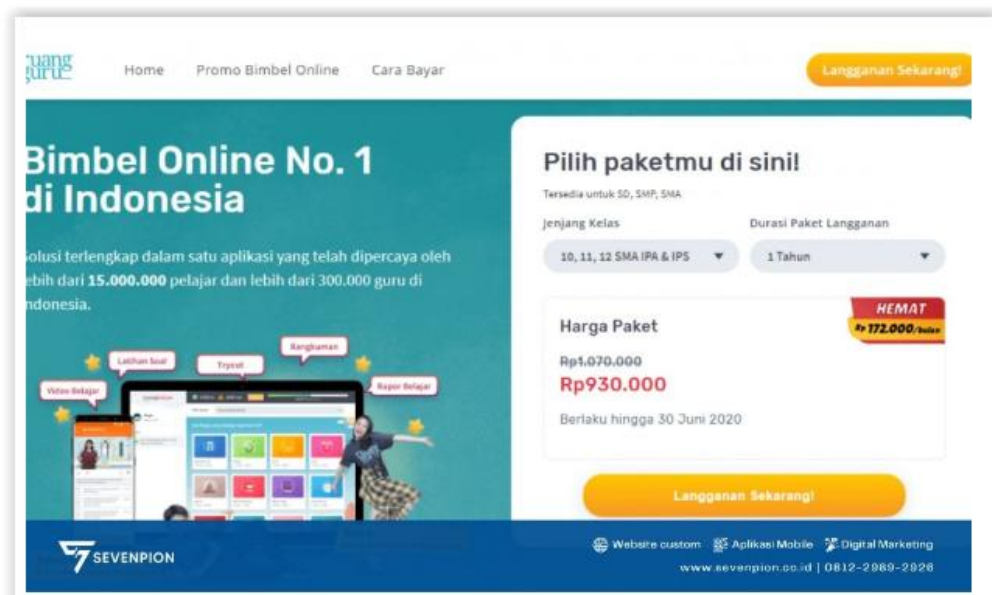 ruang
guru
Home Promo Bimbel Online Cara Bayar
Langganan Sekarang!
Bimbel Online No. 1
di Indonesia
Solusi terlengkap dalam satu aplikasi yang telah dipercaya oleh
lebih dari 15.000.000 pelajar dan lebih dari 300.000 guru di
Indonesia.
Video Belajar
Latihan Soal
Tryout
Rangkuman
Rapor Belajar
Pilih paketmu di sini!
Tersedia untuk SD, SMP, SMA
Jenjang Kelas Durasi Paket Langganan
10, 11, 12 SMA IPA & IPS 1 Tahun
HEMAT
Rp 172.000/bulan
Harga Paket
Rp1.070.000
Rp930.000
Berlaku hingga 30 Juni 2020
Langganan Sekarang!
SEVENPION
Website custom Aplikasi Mobile Digital Marketing
www.sevenpion.co.id | 0812-2989-2926